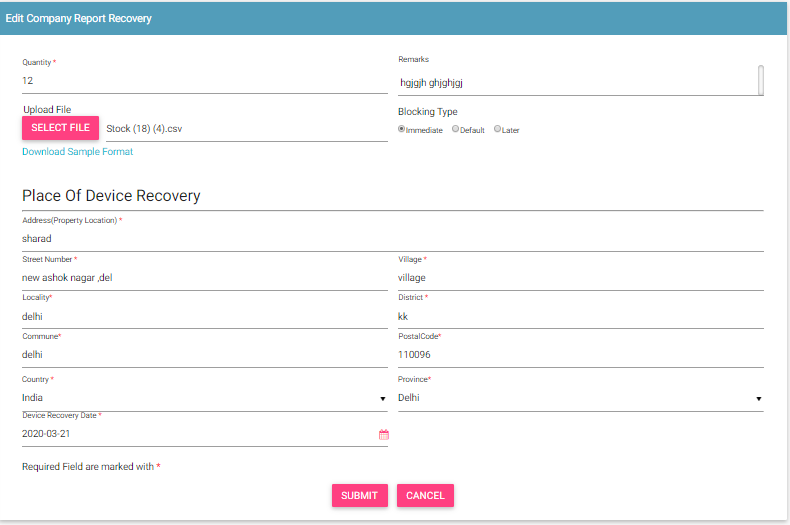 Edit Company Report Recovery
Quantity *
12
Remarks
hgjgjh ghjghjgj
Upload File
SELECT FILE
Stock (18) (4).csv
Blocking Type
Immediate Default Later
Download Sample Format
Place Of Device Recovery
Address(Property Location) *
sharad
Street Number *
new ashok nagar ,del
Village *
village
Locality*
delhi
District *
kk
Commune*
delhi
PostalCode*
110096
Country *
India
Province*
Delhi
Device Recovery Date *
2020-03-21
Required Field are marked with *
SUBMIT CANCEL